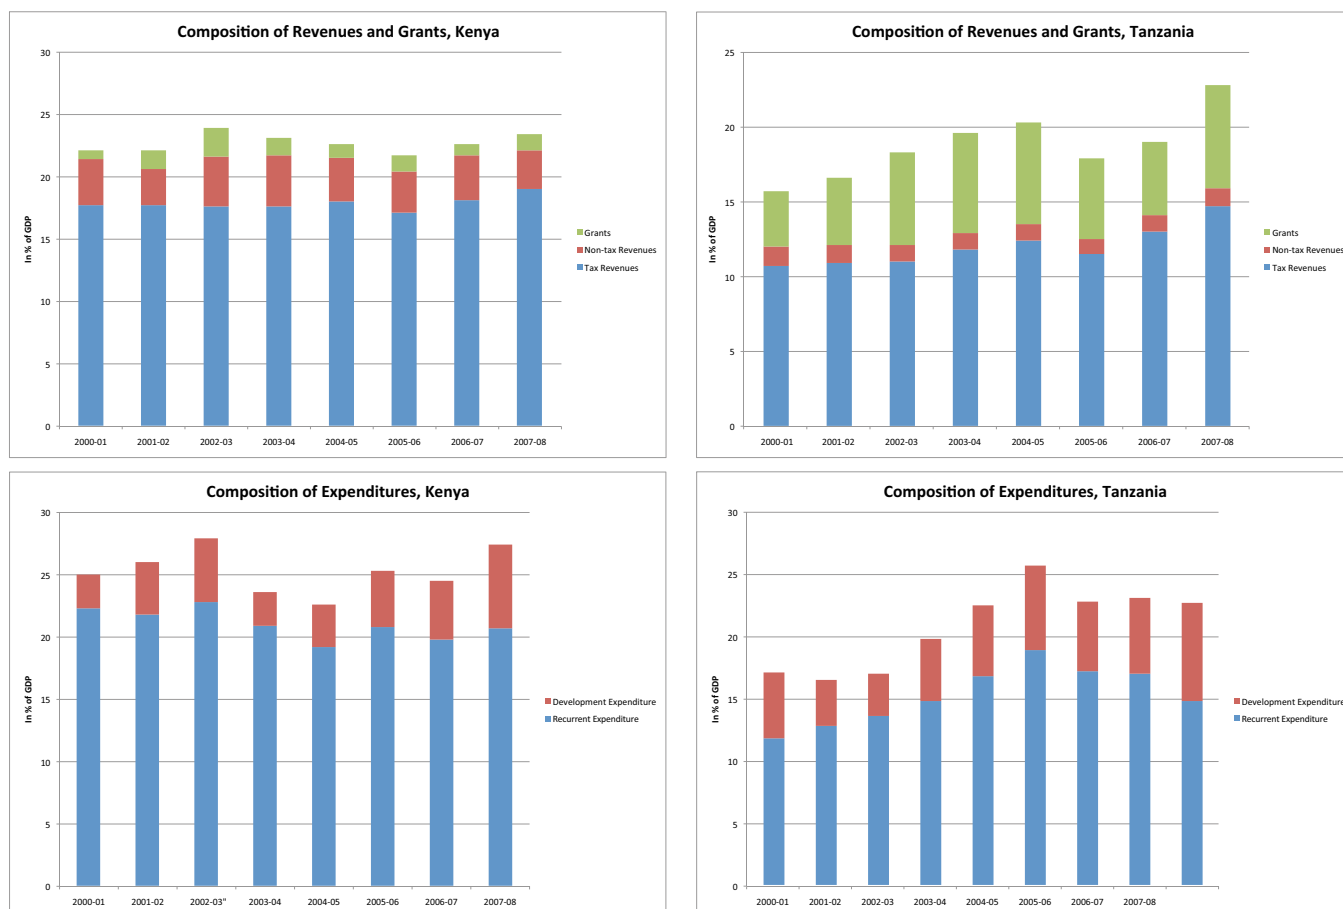 Composition of Revenues and Grants, Kenya
30
25
20
15
10
5
0
In % of GDP
2000-01 2001-02 2002-03 2003-04 2004-05 2005-06 2006-07 2007-08
Grants
Non-tax Revenues
Tax Revenues
Composition of Revenues and Grants, Tanzania
25
20
15
10
5
0
In % of GDP
2000-01 2001-02 2002-03 2003-04 2004-05 2005-06 2006-07 2007-08
Grants
Non-tax Revenues
Tax Revenues
Composition of Expenditures, Kenya
30
25
20
15
10
5
0
In % of GDP
2000-01 2001-02 2002-03" 2003-04 2004-05 2005-06 2006-07 2007-08
Development Expenditure
Recurrent Expenditure
Composition of Expenditures, Tanzania
30
25
20
15
10
5
0
In % of GDP
2000-01 2001-02 2002-03 2003-04 2004-05 2005-06 2006-07 2007-08
Development Expenditure
Recurrent Expenditure